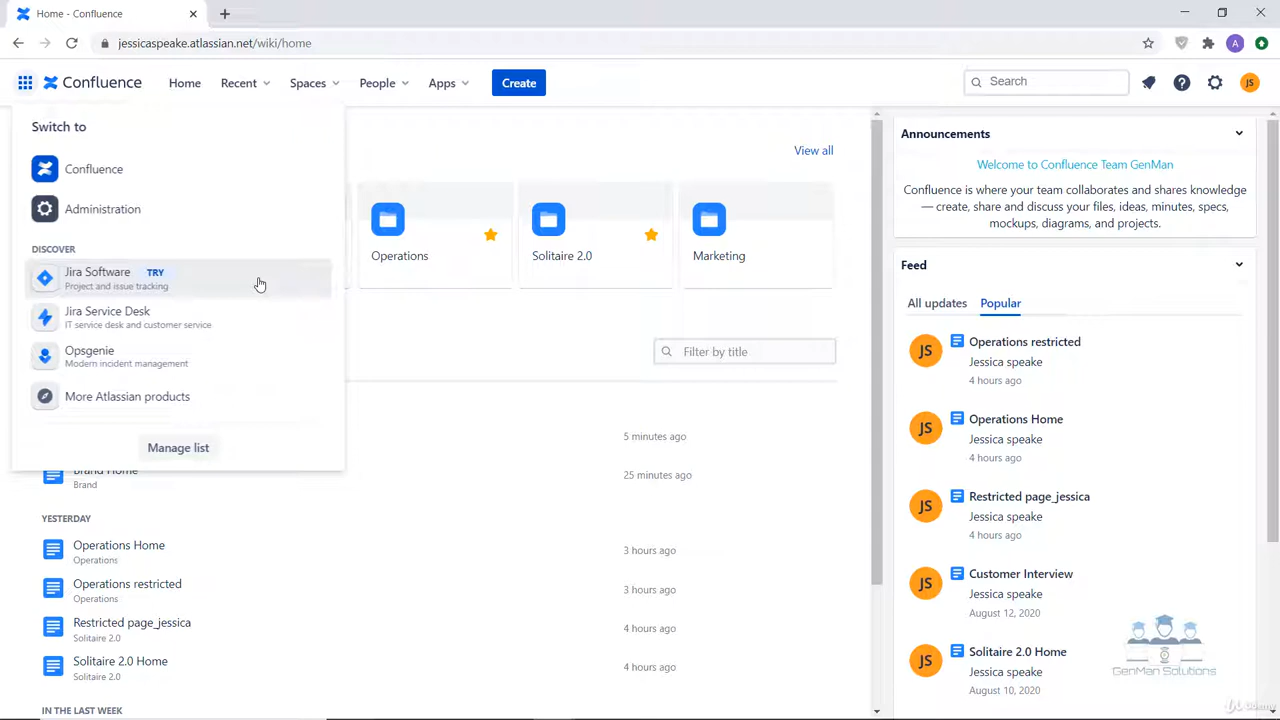 Home - Confluence
jessicaspeake.atlassian.net/wiki/home
A
Confluence
Home
Recent
Spaces
People
Apps
Create
Search
JS
Switch to
Confluence
Administration
DISCOVER
Jira Software TRY
Project and issue tracking
Jira Service Desk
IT service desk and customer service
Opsgenie
Modern incident management
More Atlassian products
Manage list
View all
Operations
Solitaire 2.0
Marketing
Filter by title
5 minutes ago
Brand Home
Brand
25 minutes ago
YESTERDAY
Operations Home
Operations
3 hours ago
Operations restricted
Operations
3 hours ago
Restricted page_jessica
Solitaire 2.0
4 hours ago
Solitaire 2.0 Home
Solitaire 2.0
4 hours ago
IN THE LAST WEEK
Announcements
Welcome to Confluence Team GenMan
Confluence is where your team collaborates and shares knowledge
— create, share and discuss your files, ideas, minutes, specs,
mockups, diagrams, and projects.
Feed
All updates
Popular
JS
Operations restricted
Jessica speake
4 hours ago
JS
Operations Home
Jessica speake
4 hours ago
JS
Restricted page_jessica
Jessica speake
4 hours ago
JS
Customer Interview
Jessica speake
August 12, 2020
JS
Solitaire 2.0 Home
Jessica speake
August 10, 2020
GenMan Solutions
Udemy